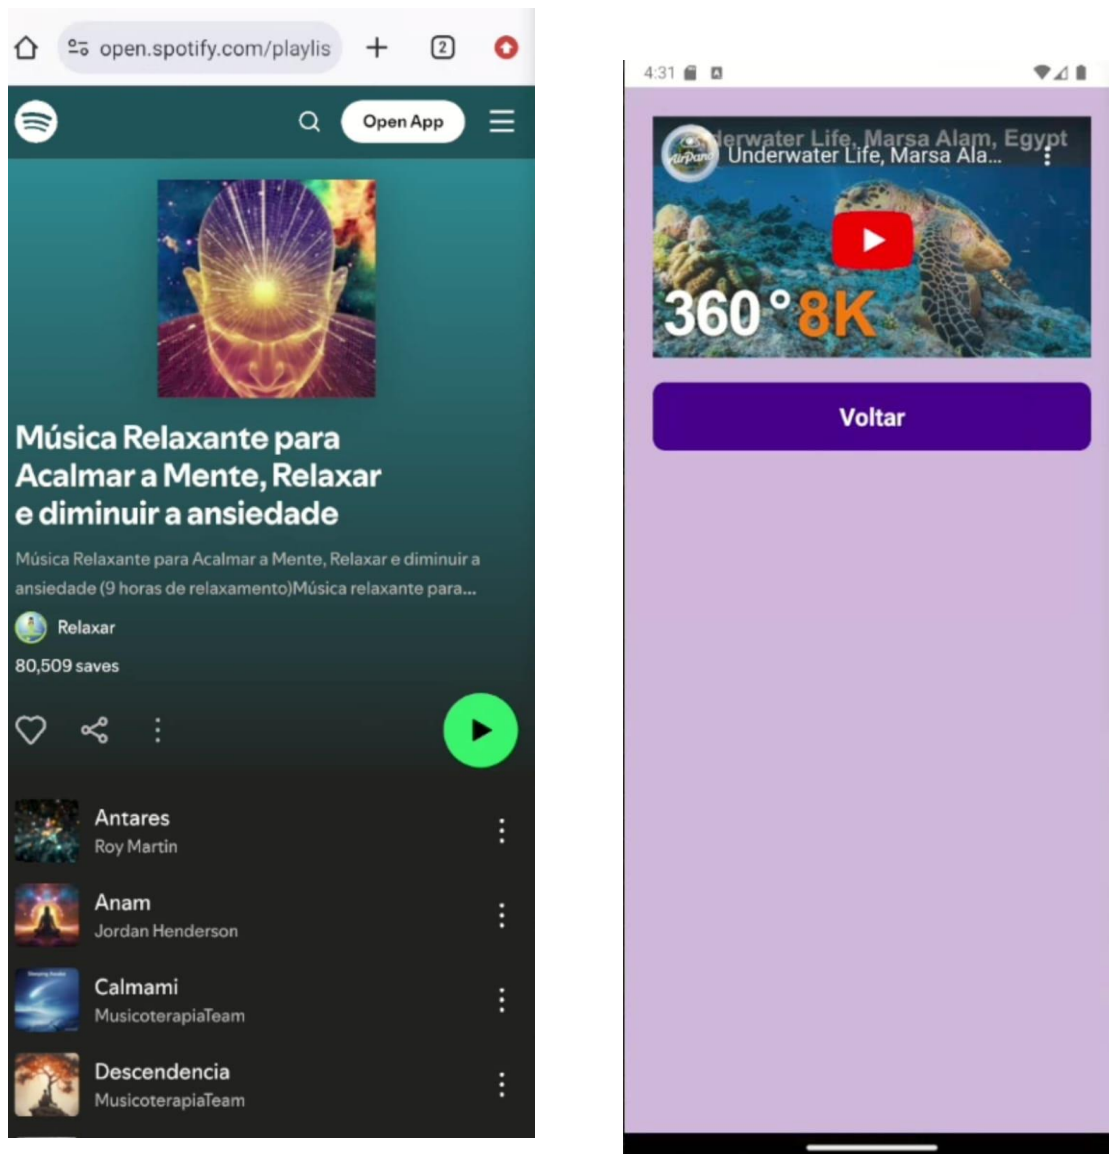 open.spotify.com/playlis
2
Open App
Música Relaxante para
Acalmar a Mente, Relaxar
e diminuir a ansiedade
Música Relaxante para Acalmar a Mente, Relaxar e diminuir a
ansiedade (9 horas de relaxamento)Música relaxante para...
Relaxar
80,509 saves
Antares
Roy Martin
Anam
Jordan Henderson
Calmami
MusicoterapiaTeam
Descendencia
MusicoterapiaTeam
4:31
derwater Life, Marsa Alam, Egypt
AirPano
Underwater Life, Marsa Ala...
360° 8K
Voltar